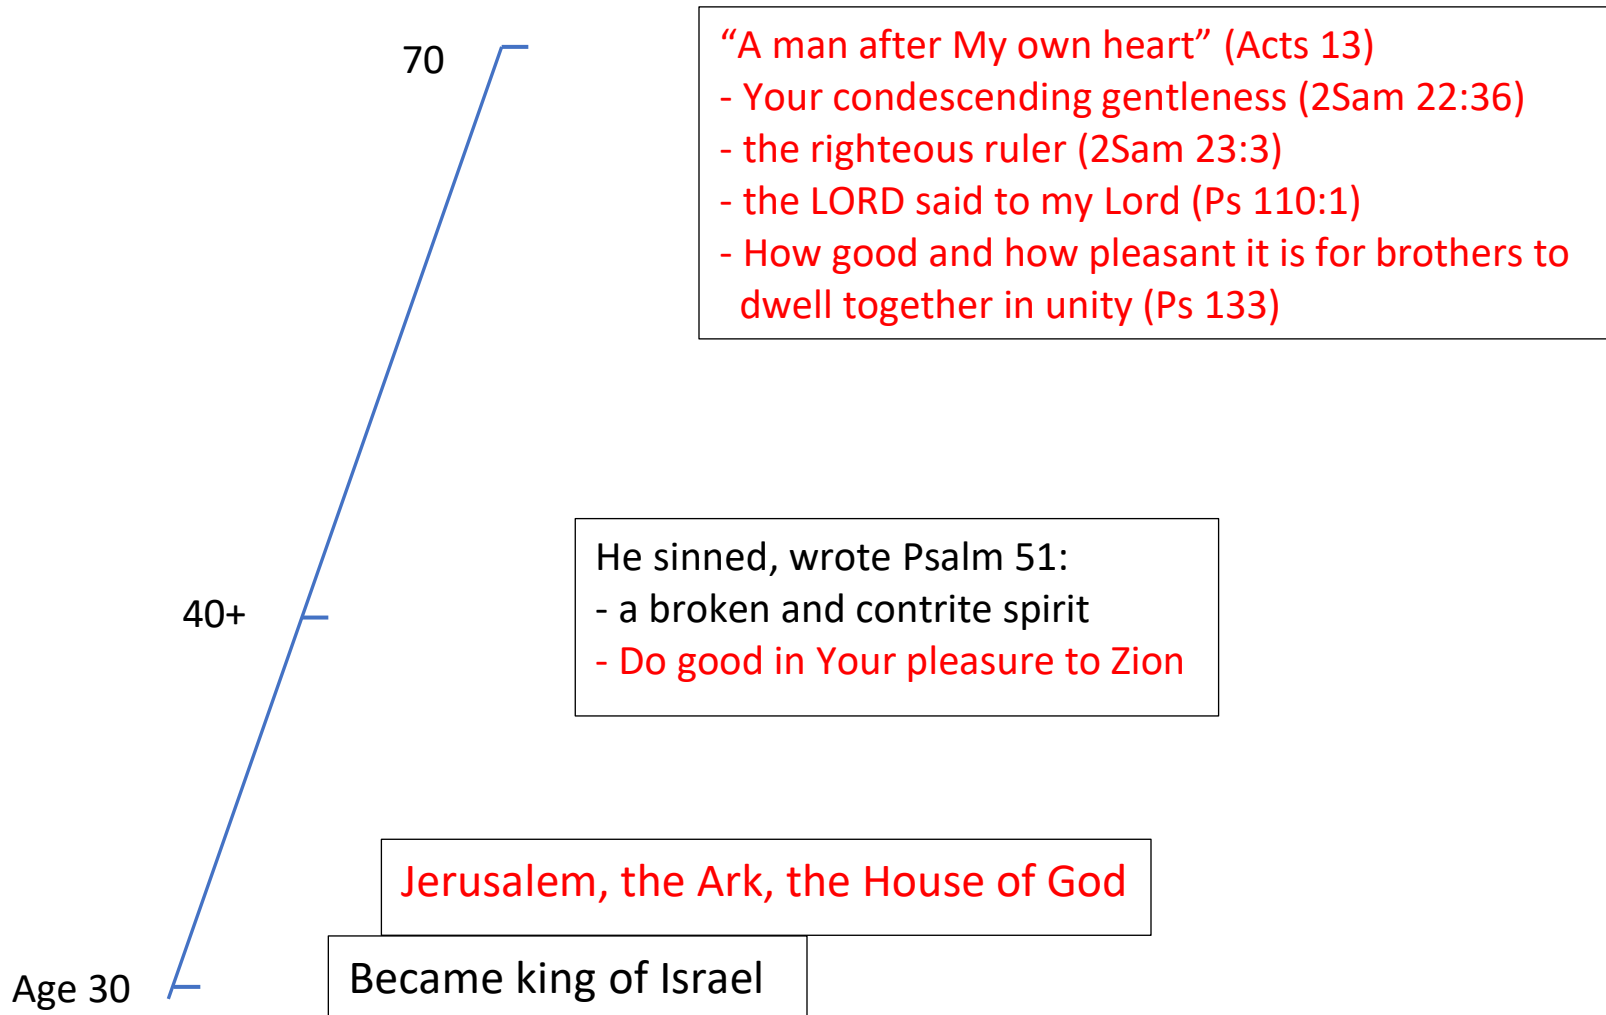 70
“A man after My own heart” (Acts 13)
- Your condescending gentleness (2Sam 22:36)
- the righteous ruler (2Sam 23:3)
- the LORD said to my Lord (Ps 110:1)
- How good and how pleasant it is for brothers to
dwell together in unity (Ps 133)
40+
He sinned, wrote Psalm 51:
- a broken and contrite spirit
- Do good in Your pleasure to Zion
Jerusalem, the Ark, the House of God
Age 30
Became king of Israel